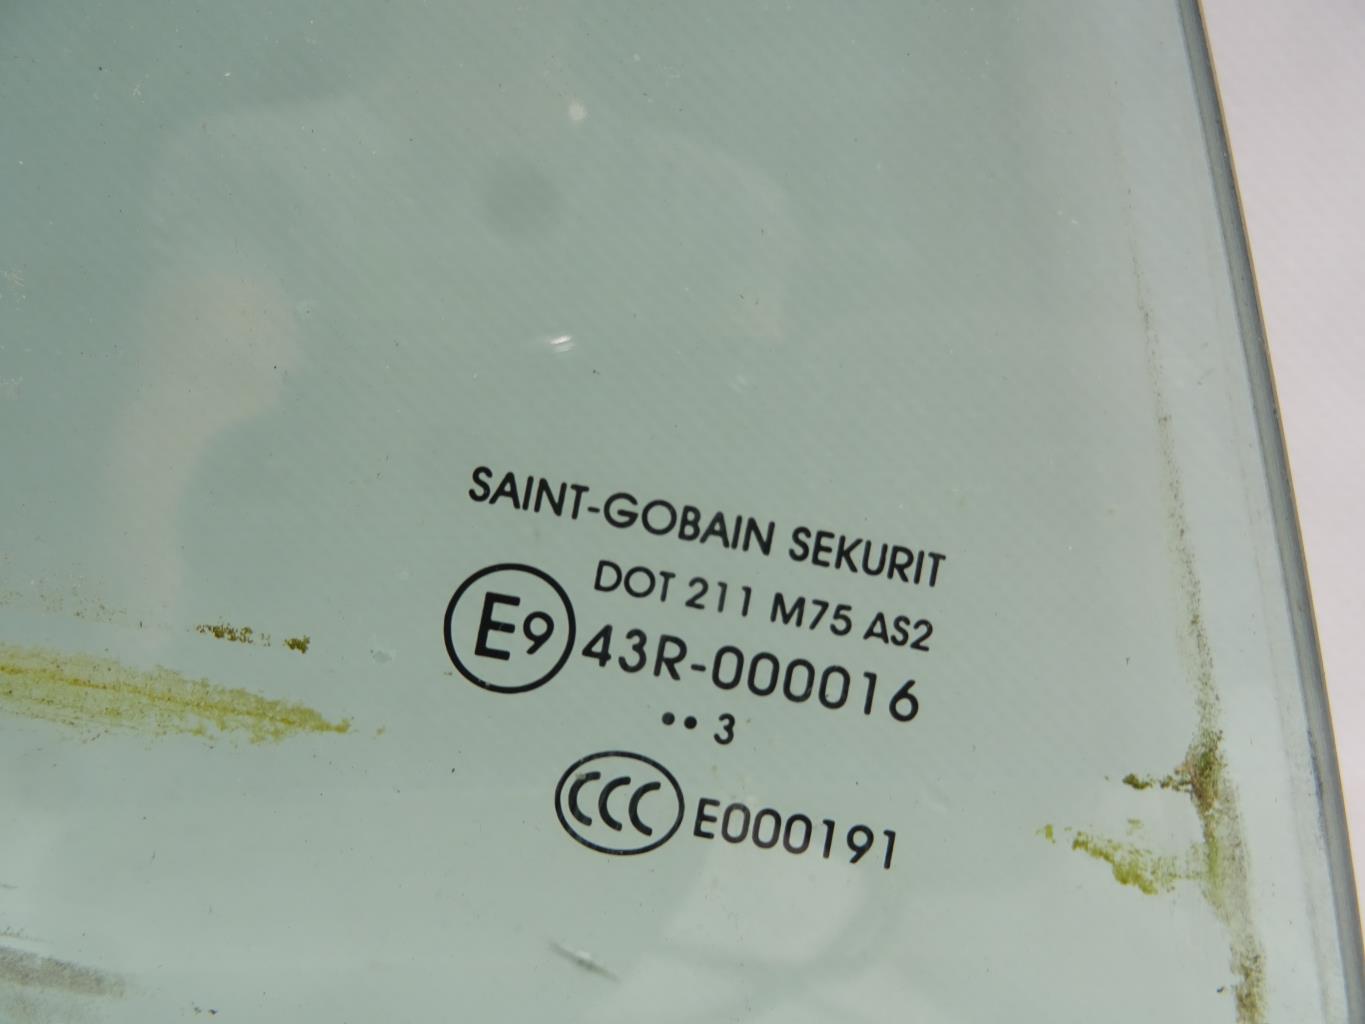 SAINT-GOBAIN SEKURIT
DOT 211 M75 AS2
E9 43R-000016
•• 3
CCC E000191